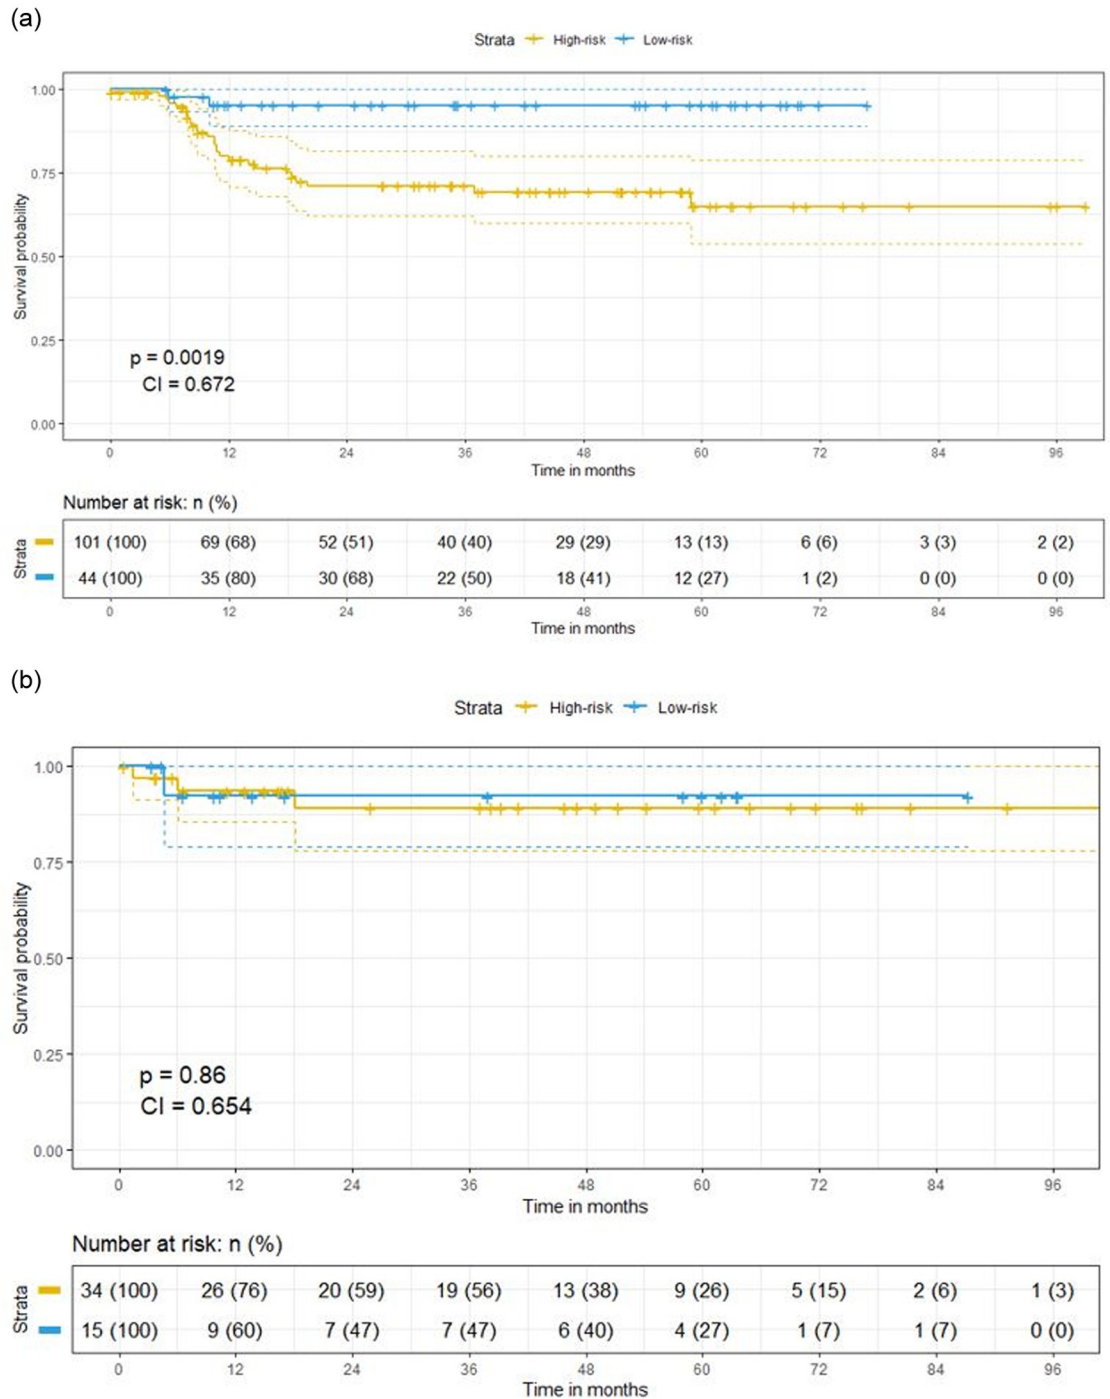 (a)
Strata High-risk Low-risk
1.00
0.75
0.50
0.25
0.00
Survival probability
p = 0.0019
CI = 0.672
0 12 24 36 48 60 72 84 96
Time in months
Number at risk: n (%)
Strata
101 (100) 69 (68) 52 (51) 40 (40) 29 (29) 13 (13) 6 (6) 3 (3) 2 (2)
44 (100) 35 (80) 30 (68) 22 (50) 18 (41) 12 (27) 1 (2) 0 (0) 0 (0)
0 12 24 36 48 60 72 84 96
Time in months
(b)
Strata High-risk Low-risk
1.00
0.75
0.50
0.25
0.00
Survival probability
p = 0.86
CI = 0.654
0 12 24 36 48 60 72 84 96
Time in months
Number at risk: n (%)
Strata
34 (100) 26 (76) 20 (59) 19 (56) 13 (38) 9 (26) 5 (15) 2 (6) 1 (3)
15 (100) 9 (60) 7 (47) 7 (47) 6 (40) 4 (27) 1 (7) 1 (7) 0 (0)
0 12 24 36 48 60 72 84 96
Time in months